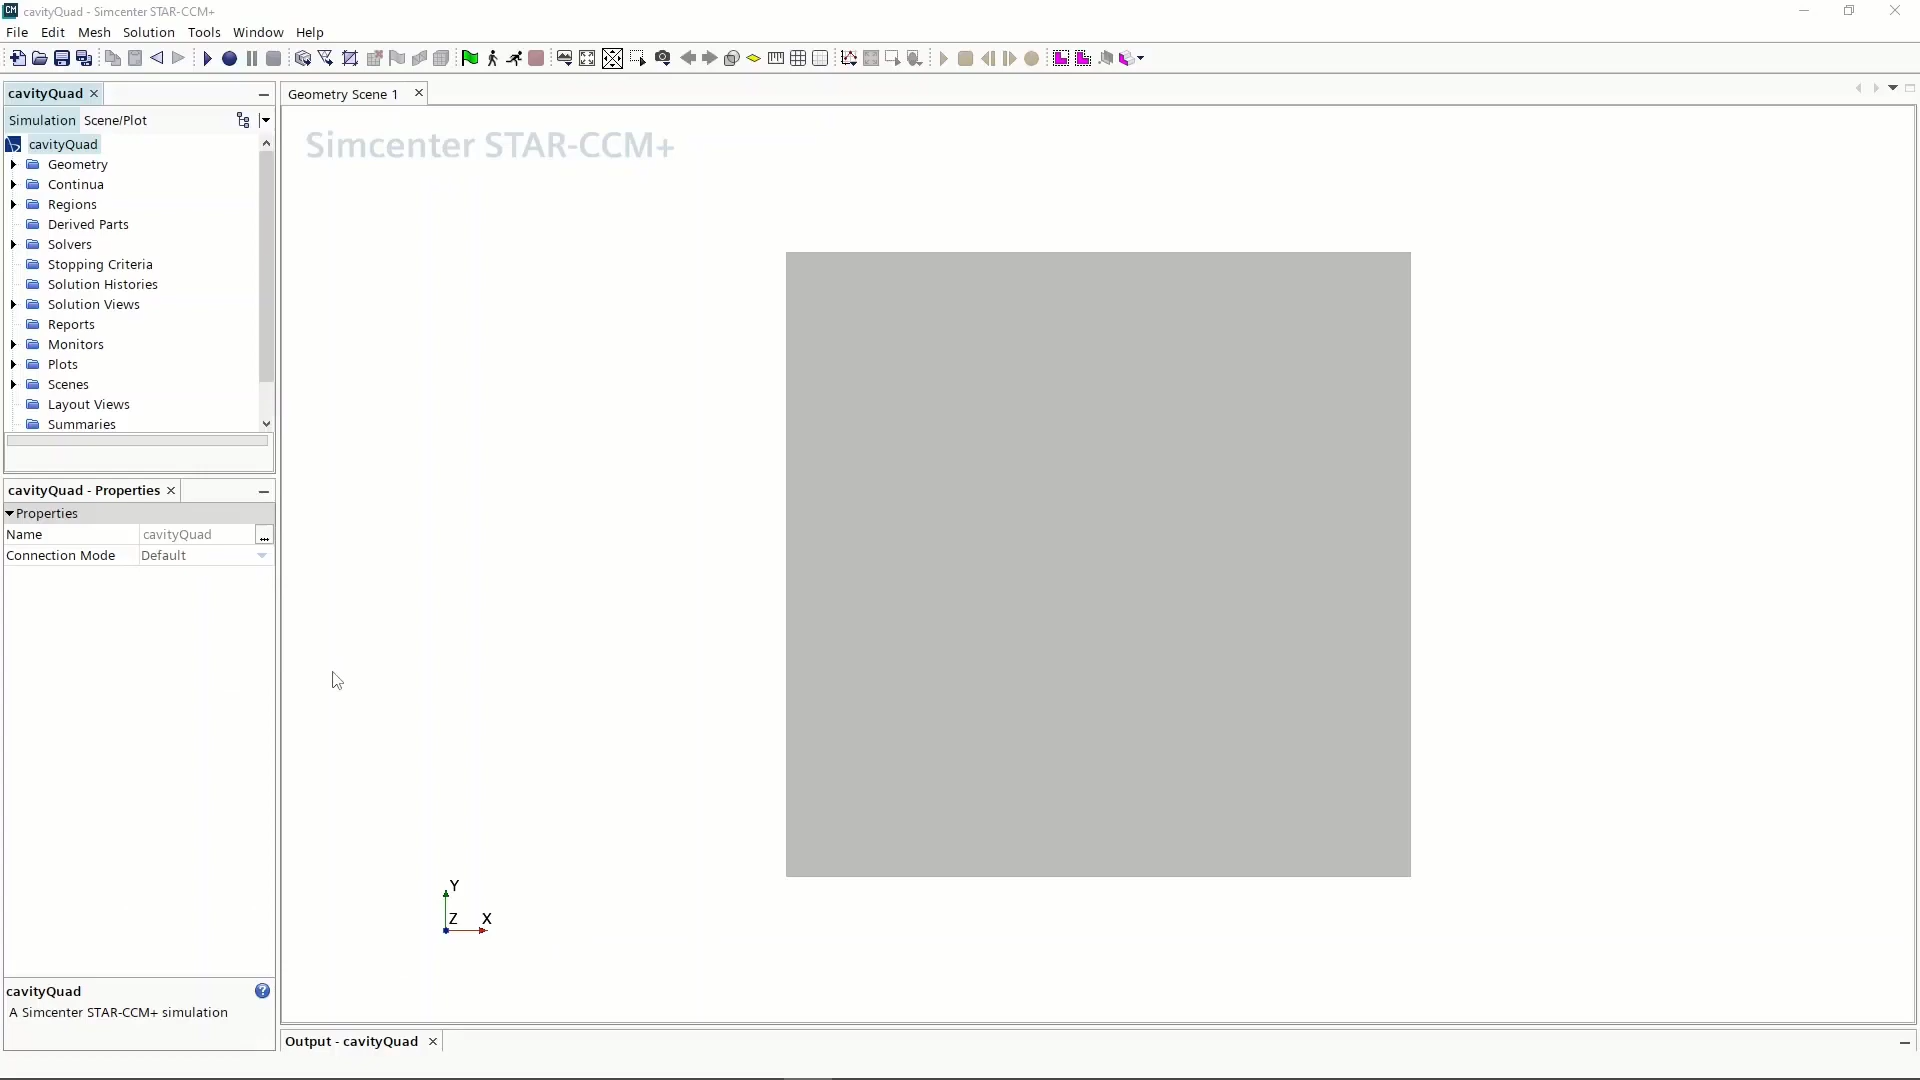 cavityQuad - Simcenter STAR-CCM+
File Edit Mesh Solution Tools Window Help
cavityQuad
Geometry Scene 1
Simulation Scene/Plot
Simcenter STAR-CCM+
cavityQuad
Geometry
Continua
Regions
Derived Parts
Solvers
Stopping Criteria
Solution Histories
Solution Views
Reports
Monitors
Plots
Scenes
Layout Views
Summaries
cavityQuad - Properties
Properties
Name cavityQuad ...
Connection Mode Default
Y
Z X
cavityQuad
A Simcenter STAR-CCM+ simulation
Output - cavityQuad